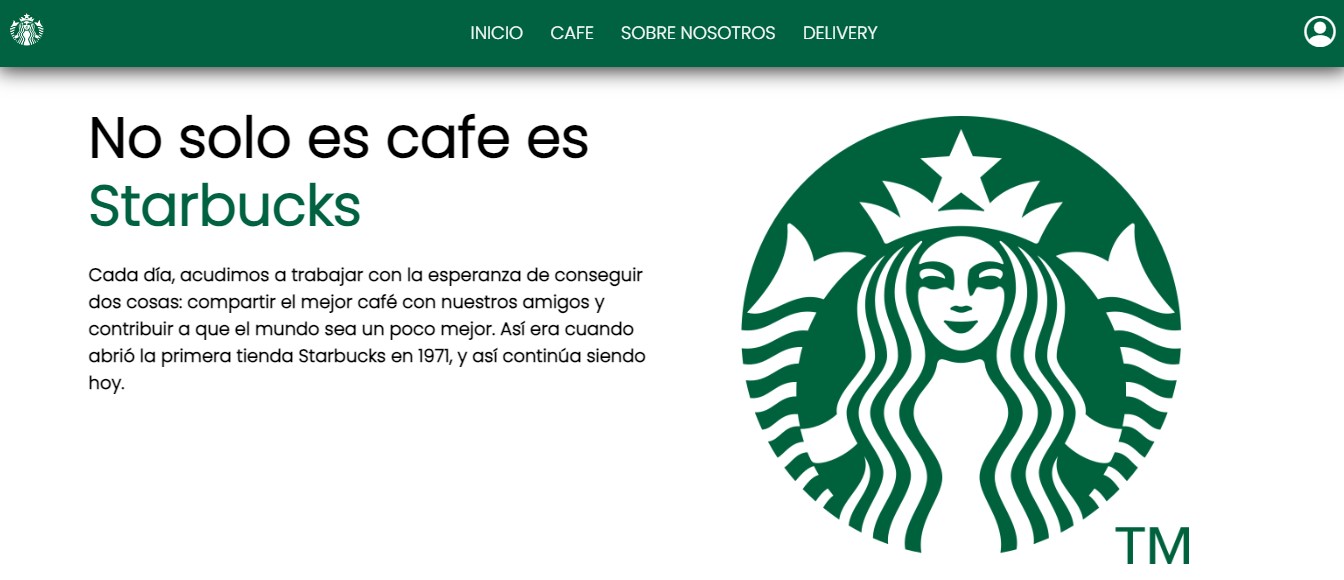 INICIO CAFE SOBRE NOSOTROS DELIVERY
No solo es cafe es
Starbucks
Cada día, acudimos a trabajar con la esperanza de conseguir
dos cosas: compartir el mejor café con nuestros amigos y
contribuir a que el mundo sea un poco mejor. Así era cuando
abrió la primera tienda Starbucks en 1971, y así continúa siendo
hoy.
TM